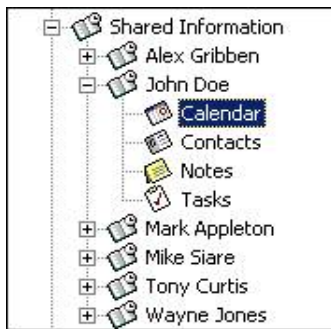 Shared Information
Alex Gribben
John Doe
Calendar
Contacts
Notes
Tasks
Mark Appleton
Mike Siare
Tony Curtis
Wayne Jones